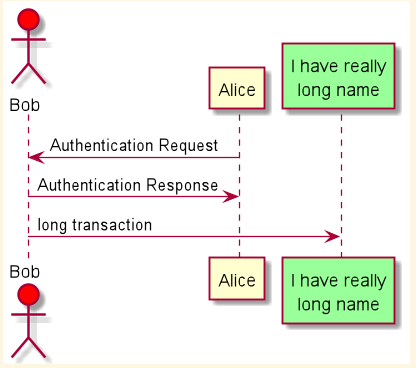 Bob
Alice
I have really
long name
Authentication Request
Authentication Response
long transaction
Bob
Alice
I have really
long name